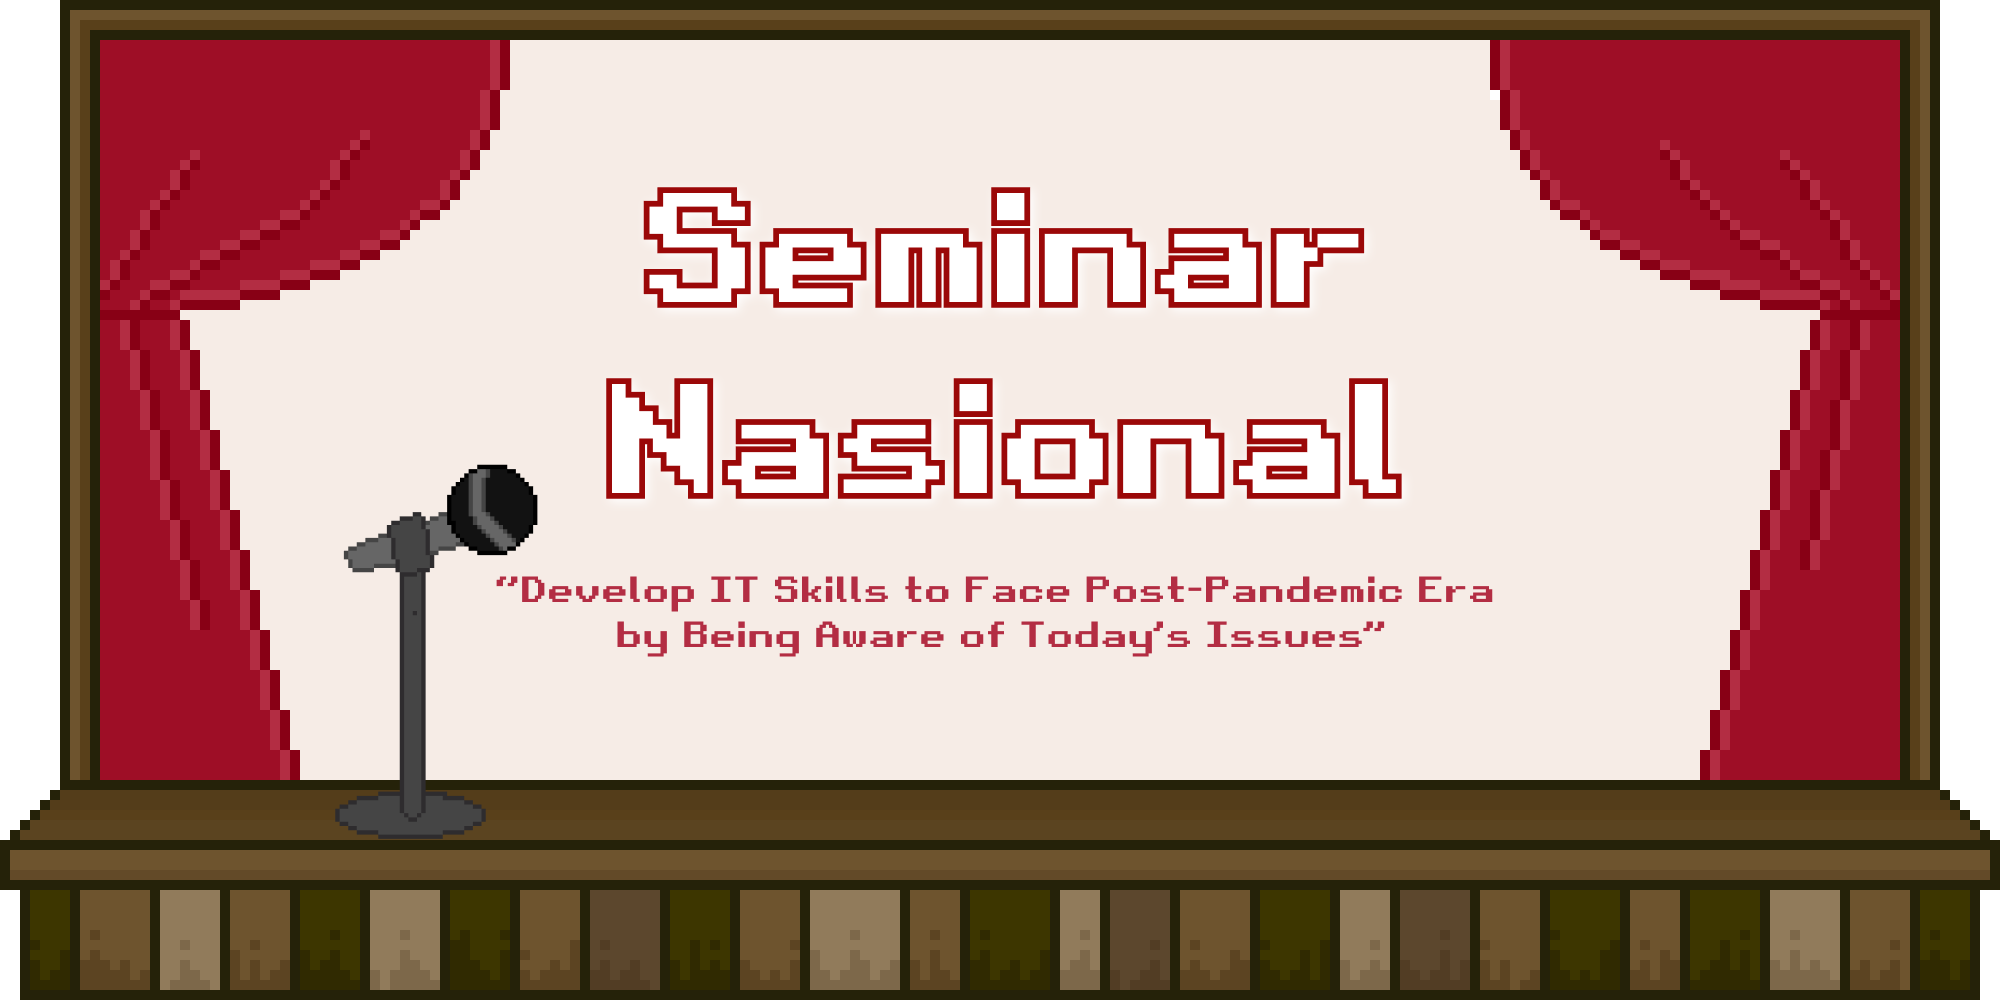 Seminar
Nasional
“Develop IT Skills to Face Post-Pandemic Era
by Being Aware of Today’s Issues”